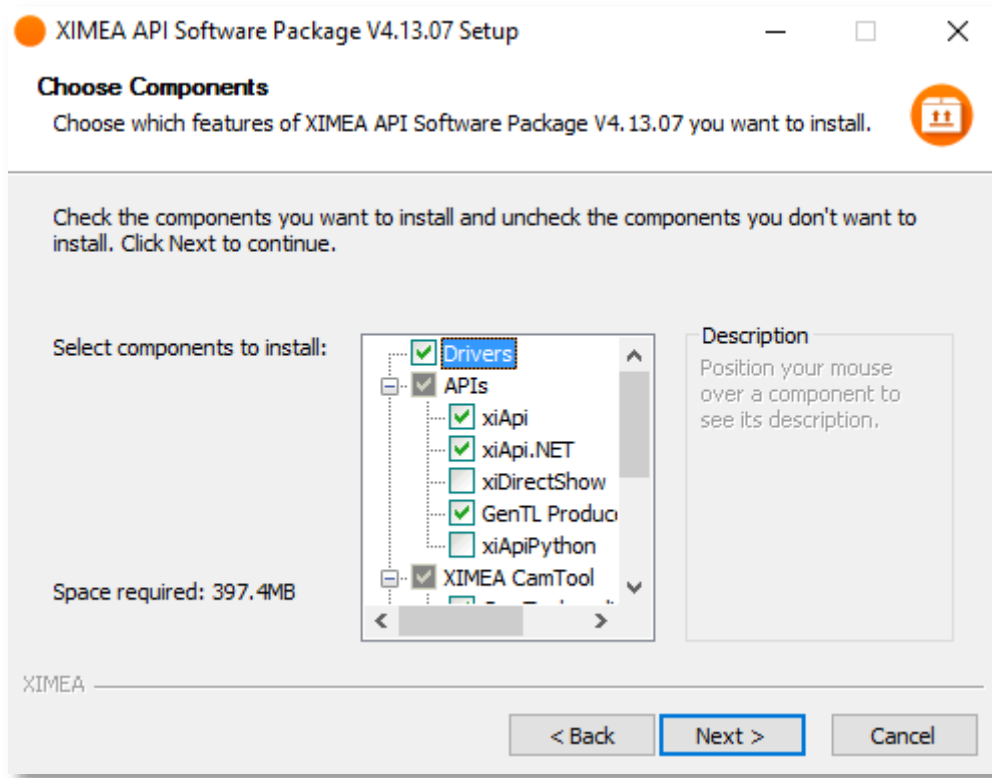 XIMEA API Software Package V4.13.07 Setup
Choose Components
Choose which features of XIMEA API Software Package V4.13.07 you want to install.
Check the components you want to install and uncheck the components you don't want to
install. Click Next to continue.
Select components to install:
Drivers
APIs
xiApi
xiApi.NET
xiDirectShow
GenTL
xiApiPython
XIMEA CamTool
Space required: 397.4MB
Description
Position your mouse
over a component to
see its description.
XIMEA
< Back
Next >
Cancel